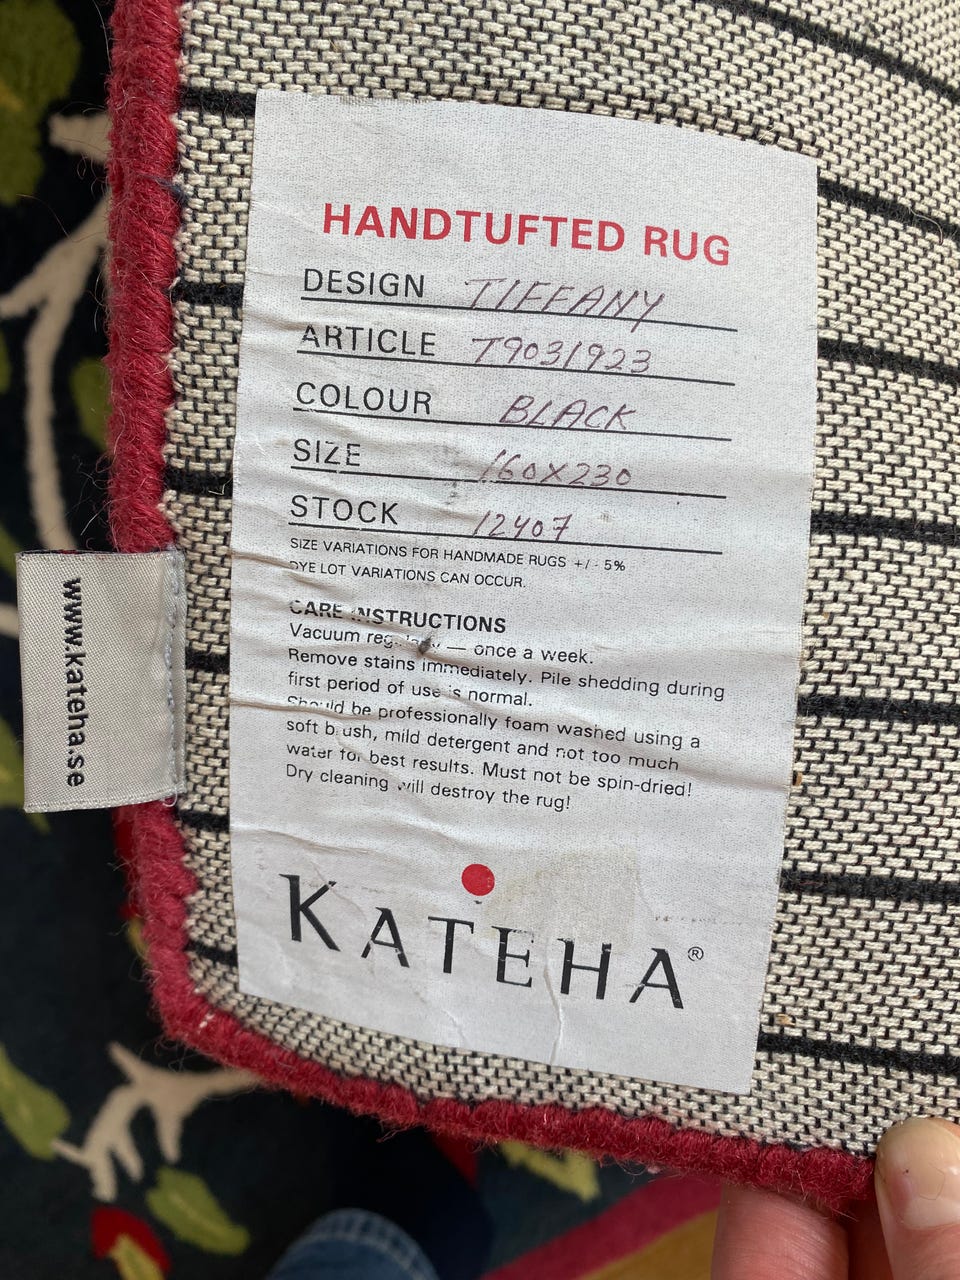 HANDTUFTED RUG
DESIGN TIFFANY
ARTICLE T9031923
COLOUR BLACK
SIZE 160X230
STOCK 12407
SIZE VARIATIONS FOR HANDMADE RUGS +/- 5%
DYE LOT VARIATIONS CAN OCCUR.
CARE INSTRUCTIONS
Vacuum regularly — once a week.
Remove stains immediately. Pile shedding during
first period of use is normal.
Should be professionally foam washed using a
soft brush, mild detergent and not too much
water for best results. Must not be spin-dried!
Dry cleaning will destroy the rug!
KATEHA®
www.kateha.se